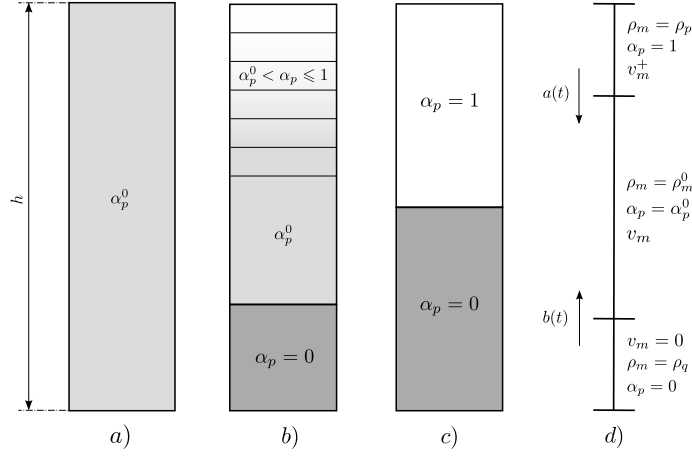 h
α_p^0
a)
α_p^0 < α_p ⩽ 1
α_p^0
α_p = 0
b)
α_p = 1
α_p = 0
c)
ρ_m = ρ_p
α_p = 1
v_m^+
a(t)
ρ_m = ρ_m^0
α_p = α_p^0
v_m
b(t)
v_m = 0
ρ_m = ρ_q
α_p = 0
d)